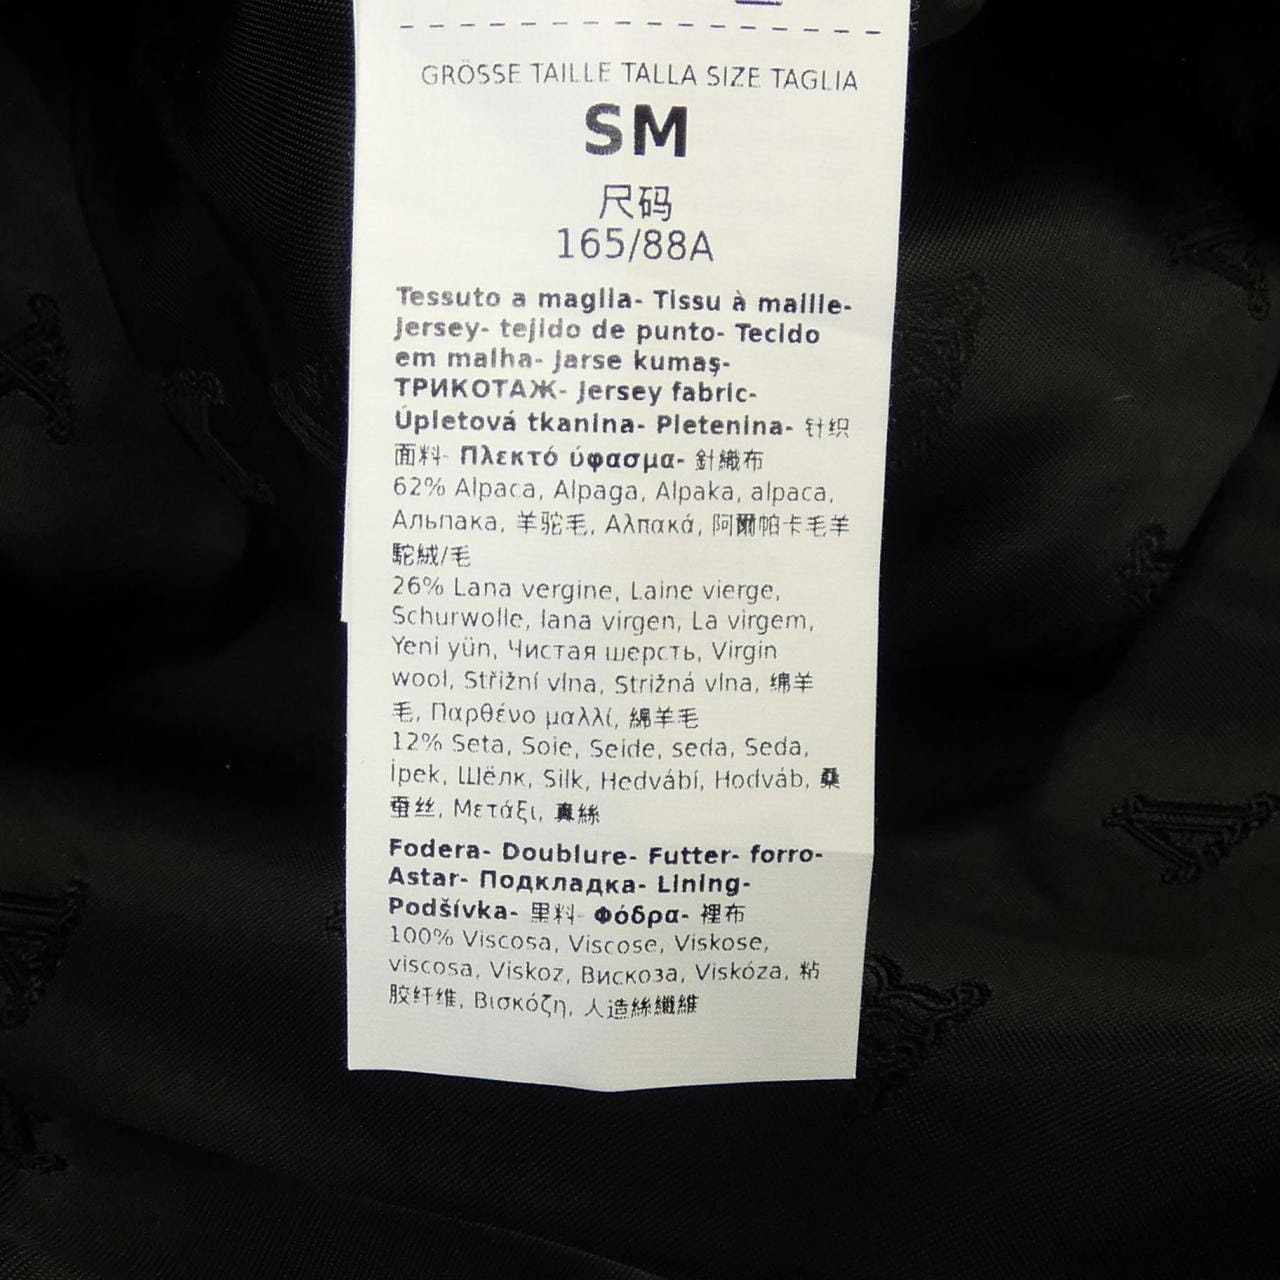 GRÖSSE TAILLE TALLA SIZE TAGLIA
SM
尺码
165/88A
Tessuto a maglia- Tissu à maille-
Jersey- tejido de punto- Tecido
em malha- Jarse kumaş-
ТРИКОТАЖ- Jersey fabric-
Úpletová tkanina- Pletenina- 针织
面料- Πλεκτό ύφασμα- 針織布
62% Alpaca, Alpaga, Alpaka, alpaca,
Альпака, 羊驼毛, Αλπακά, 阿爾帕卡毛羊
駝絨/毛
26% Lana vergine, Laine vierge,
Schurwolle, lana virgen, La virgem,
Yeni yün, Чистая шерсть, Virgin
wool, Střižní vlna, Strižná vlna, 绵羊
毛, Παρθένο μαλλί, 綿羊毛
12% Seta, Soie, Seide, seda, Seda,
İpek, Шёлк, Silk, Hedvábí, Hodváb, 桑
蚕丝, Μετάξι, 真絲
Fodera- Doublure- Futter- forro-
Astar- Подкладка- Lining-
Podšívka- 里料- Φόδρα- 裡布
100% Viscosa, Viscose, Viskose,
viscosa, Viskoz, Вискоза, Viskóza, 粘
胶纤维, Βισκόζη, 人造絲纖維